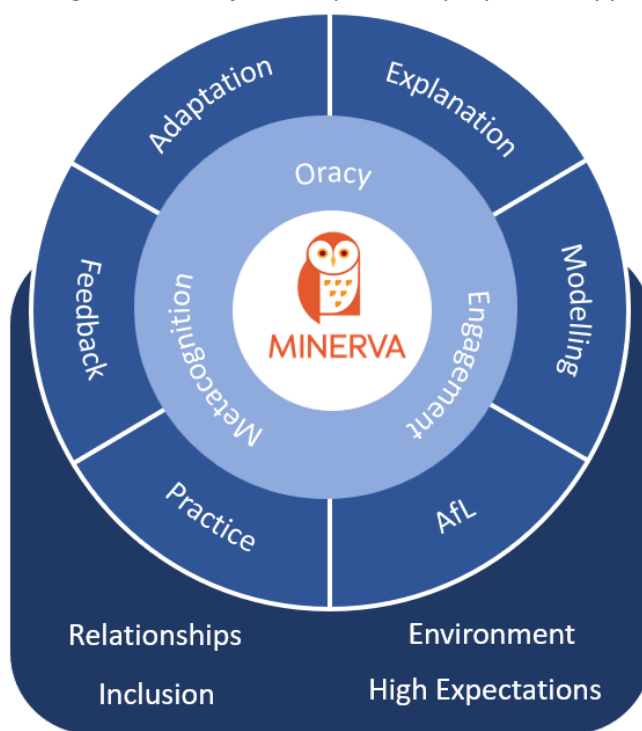 Adaptation
Explanation
Oracy
Feedback
Metacognition
MINERVA
Engagement
Modelling
Practice
AfL
Relationships
Environment
Inclusion
High Expectations